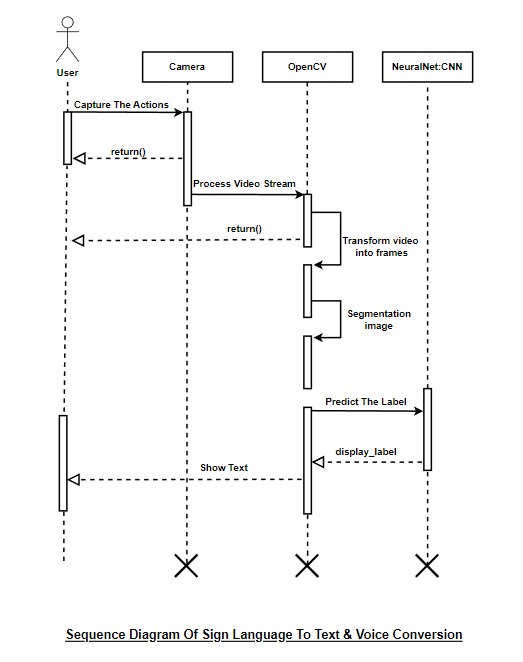 User
Camera
OpenCV
NeuralNet:CNN
Capture The Actions
return()
Process Video Stream
return()
Transform video
into frames
Segmentation
image
Predict The Label
display_label
Show Text
Sequence Diagram Of Sign Language To Text & Voice Conversion